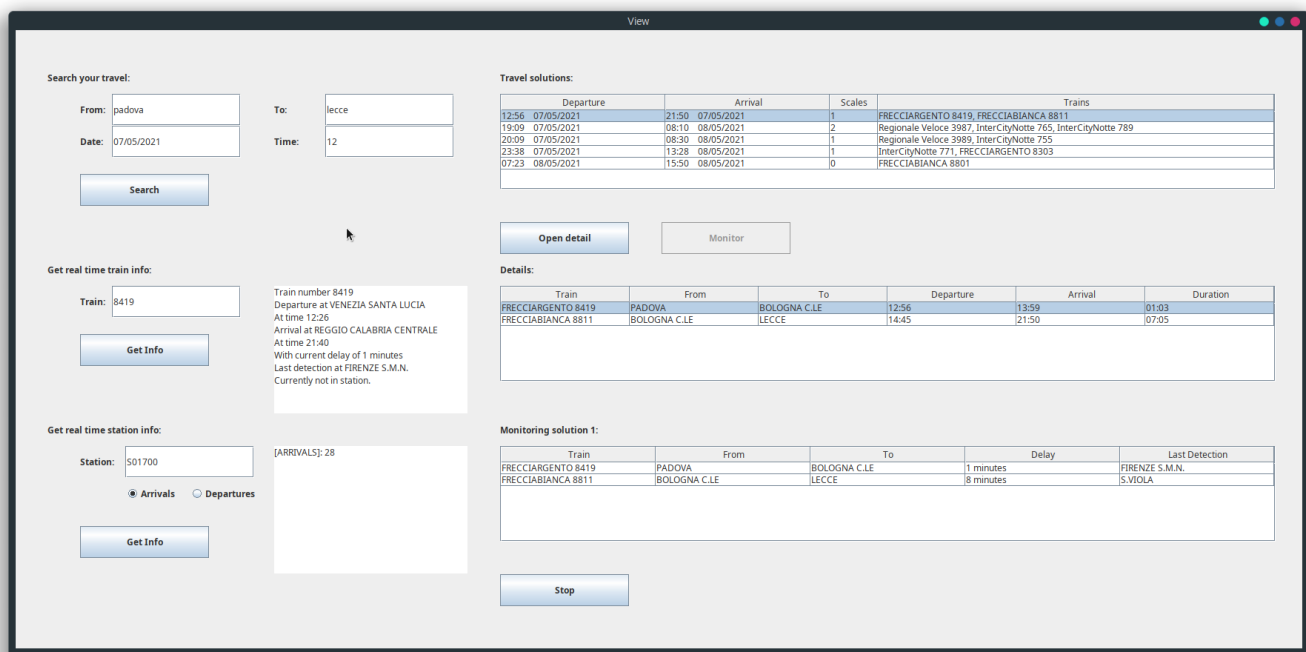 View
Search your travel:
From: padova To: lecce
Date: 07/05/2021 Time: 12
Search
Travel solutions:
Departure Arrival Scales Trains
12:56 07/05/2021 21:50 07/05/2021 1 FRECCIARGENTO 8419, FRECCIABIANCA 8811
19:09 07/05/2021 08:10 08/05/2021 2 Regionale Veloce 3987, InterCityNotte 765, InterCityNotte 789
20:09 07/05/2021 08:30 08/05/2021 1 Regionale Veloce 3989, InterCityNotte 755
23:38 07/05/2021 13:28 08/05/2021 1 InterCityNotte 771, FRECCIARGENTO 8303
07:23 08/05/2021 15:50 08/05/2021 0 FRECCIABIANCA 8801
Open detail Monitor
Get real time train info:
Train: 8419
Get Info
Train number 8419
Departure at VENEZIA SANTA LUCIA
At time 12:26
Arrival at REGGIO CALABRIA CENTRALE
At time 21:40
With current delay of 1 minutes
Last detection at FIRENZE S.M.N.
Currently not in station.
Details:
Train From To Departure Arrival Duration
FRECCIARGENTO 8419 PADOVA BOLOGNA C.LE 12:56 13:59 01:03
FRECCIABIANCA 8811 BOLOGNA C.LE LECCE 14:45 21:50 07:05
Get real time station info:
Station: S01700
Arrivals Departures
Get Info
[ARRIVALS]: 28
Monitoring solution 1:
Train From To Delay Last Detection
FRECCIARGENTO 8419 PADOVA BOLOGNA C.LE 1 minutes FIRENZE S.M.N.
FRECCIABIANCA 8811 BOLOGNA C.LE LECCE 8 minutes S.VIOLA
Stop